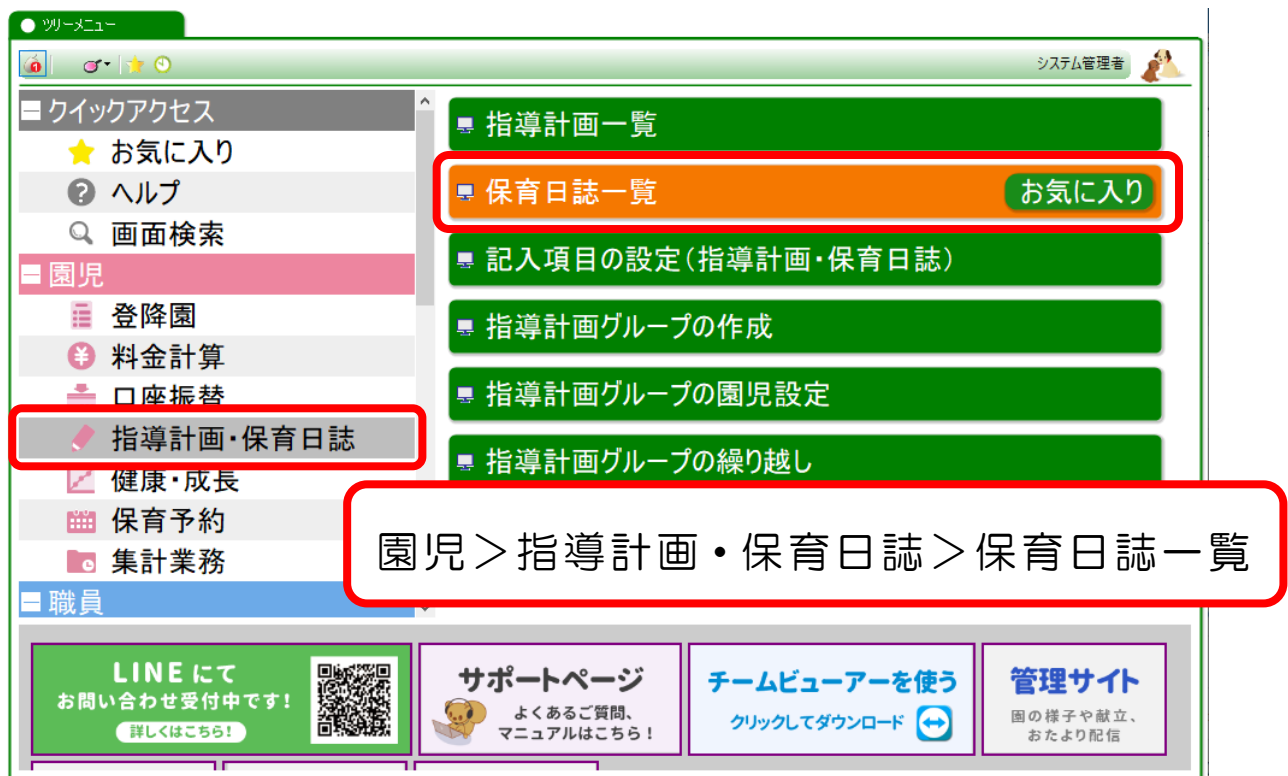 ツリーメニュー
システム管理者
クイックアクセス
お気に入り
ヘルプ
画面検索
園児
登降園
料金計算
口座振替
指導計画・保育日誌
健康・成長
保育予約
集計業務
職員
指導計画一覧
保育日誌一覧
お気に入り
記入項目の設定(指導計画・保育日誌)
指導計画グループの作成
指導計画グループの園児設定
指導計画グループの繰り越し
園児＞指導計画・保育日誌＞保育日誌一覧
LINEにて
お問い合わせ受付中です!
詳しくはこちら!
サポートページ
よくあるご質問、
マニュアルはこちら!
チームビューアーを使う
クリックしてダウンロード
管理サイト
園の様子や献立、
おたより配信